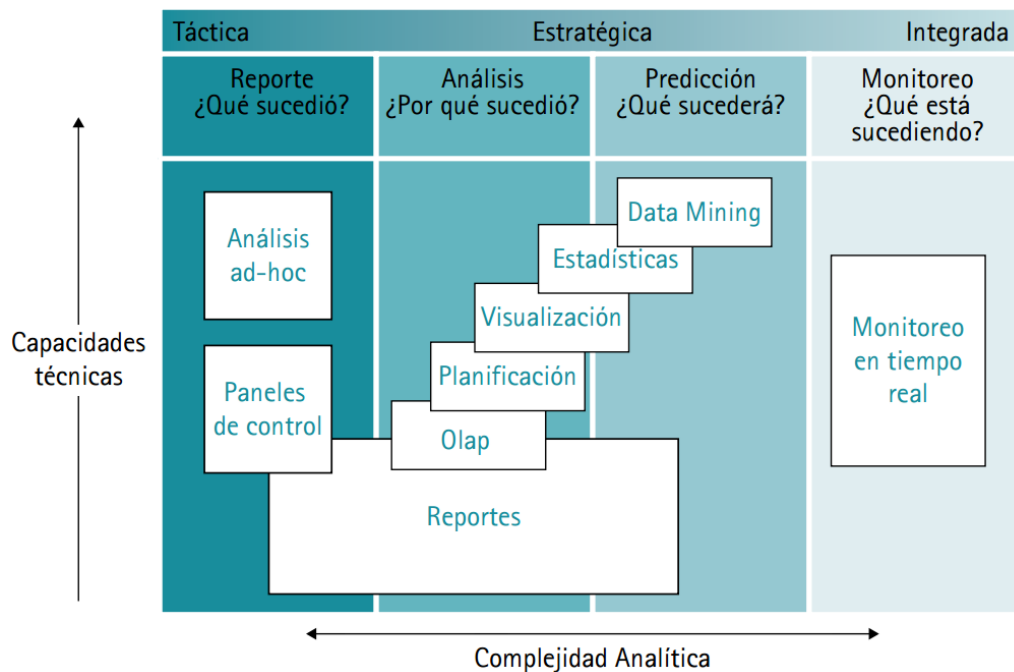 Táctica
Estratégica
Integrada
Reporte
¿Qué sucedió?
Análisis
¿Por qué sucedió?
Predicción
¿Qué sucederá?
Monitoreo
¿Qué está
sucediendo?
Capacidades
técnicas
Análisis
ad-hoc
Paneles
de control
Data Mining
Estadísticas
Visualización
Planificación
Olap
Reportes
Monitoreo
en tiempo
real
Complejidad Analítica